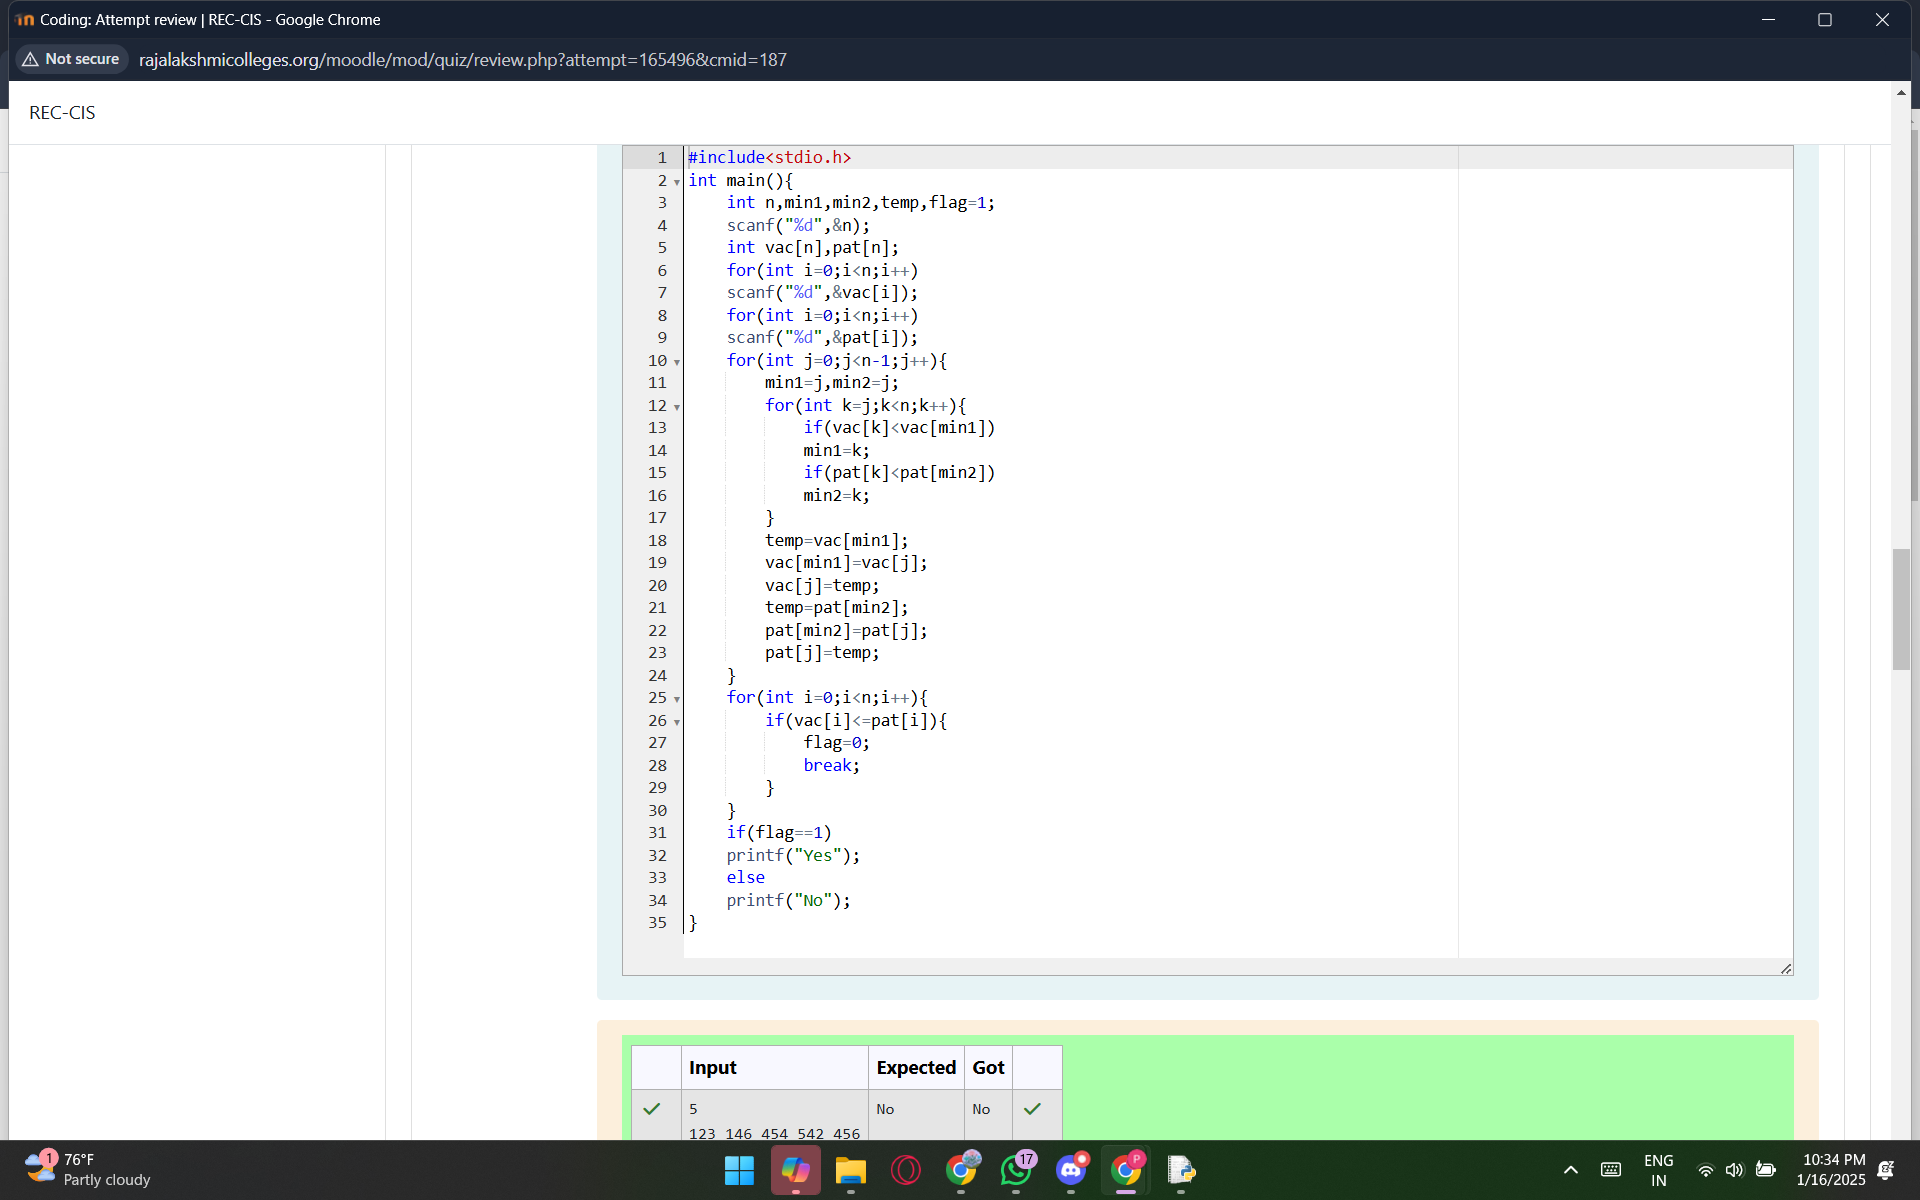 Coding: Attempt review | REC-CIS - Google Chrome
Not secure rajalakshmicolleges.org/moodle/mod/quiz/review.php?attempt=165496&cmid=187
REC-CIS
1 #include<stdio.h>
2 int main(){
3     int n,min1,min2,temp,flag=1;
4     scanf("%d",&n);
5     int vac[n],pat[n];
6     for(int i=0;i<n;i++)
7     scanf("%d",&vac[i]);
8     for(int i=0;i<n;i++)
9     scanf("%d",&pat[i]);
10     for(int j=0;j<n-1;j++){
11         min1=j,min2=j;
12         for(int k=j;k<n;k++){
13             if(vac[k]<vac[min1])
14             min1=k;
15             if(pat[k]<pat[min2])
16             min2=k;
17         }
18         temp=vac[min1];
19         vac[min1]=vac[j];
20         vac[j]=temp;
21         temp=pat[min2];
22         pat[min2]=pat[j];
23         pat[j]=temp;
24     }
25     for(int i=0;i<n;i++){
26         if(vac[i]<=pat[i]){
27             flag=0;
28             break;
29         }
30     }
31     if(flag==1)
32     printf("Yes");
33     else
34     printf("No");
35 }
Input Expected Got
5 No No
123 146 454 542 456
1 76°F
Partly cloudy
17
P
ENG
IN
10:34 PM
1/16/2025